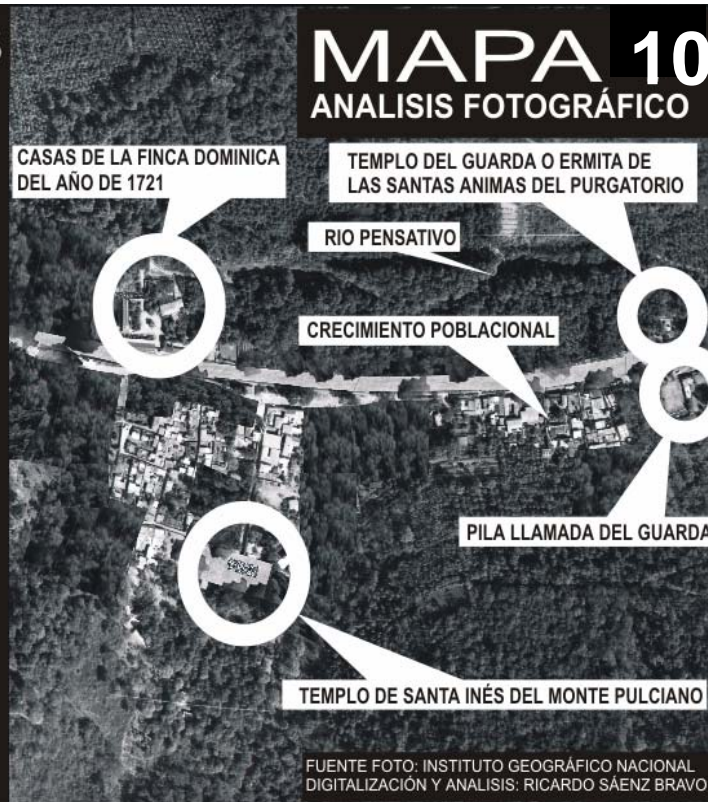 MAPA 10
ANALISIS FOTOGRÁFICO
CASAS DE LA FINCA DOMINICA
DEL AÑO DE 1721
TEMPLO DEL GUARDA O ERMITA DE
LAS SANTAS ANIMAS DEL PURGATORIO
RIO PENSATIVO
CRECIMIENTO POBLACIONAL
PILA LLAMADA DEL GUARDA
TEMPLO DE SANTA INÉS DEL MONTE PULCIANO
FUENTE FOTO: INSTITUTO GEOGRÁFICO NACIONAL
DIGITALIZACIÓN Y ANALISIS: RICARDO SÁENZ BRAVO